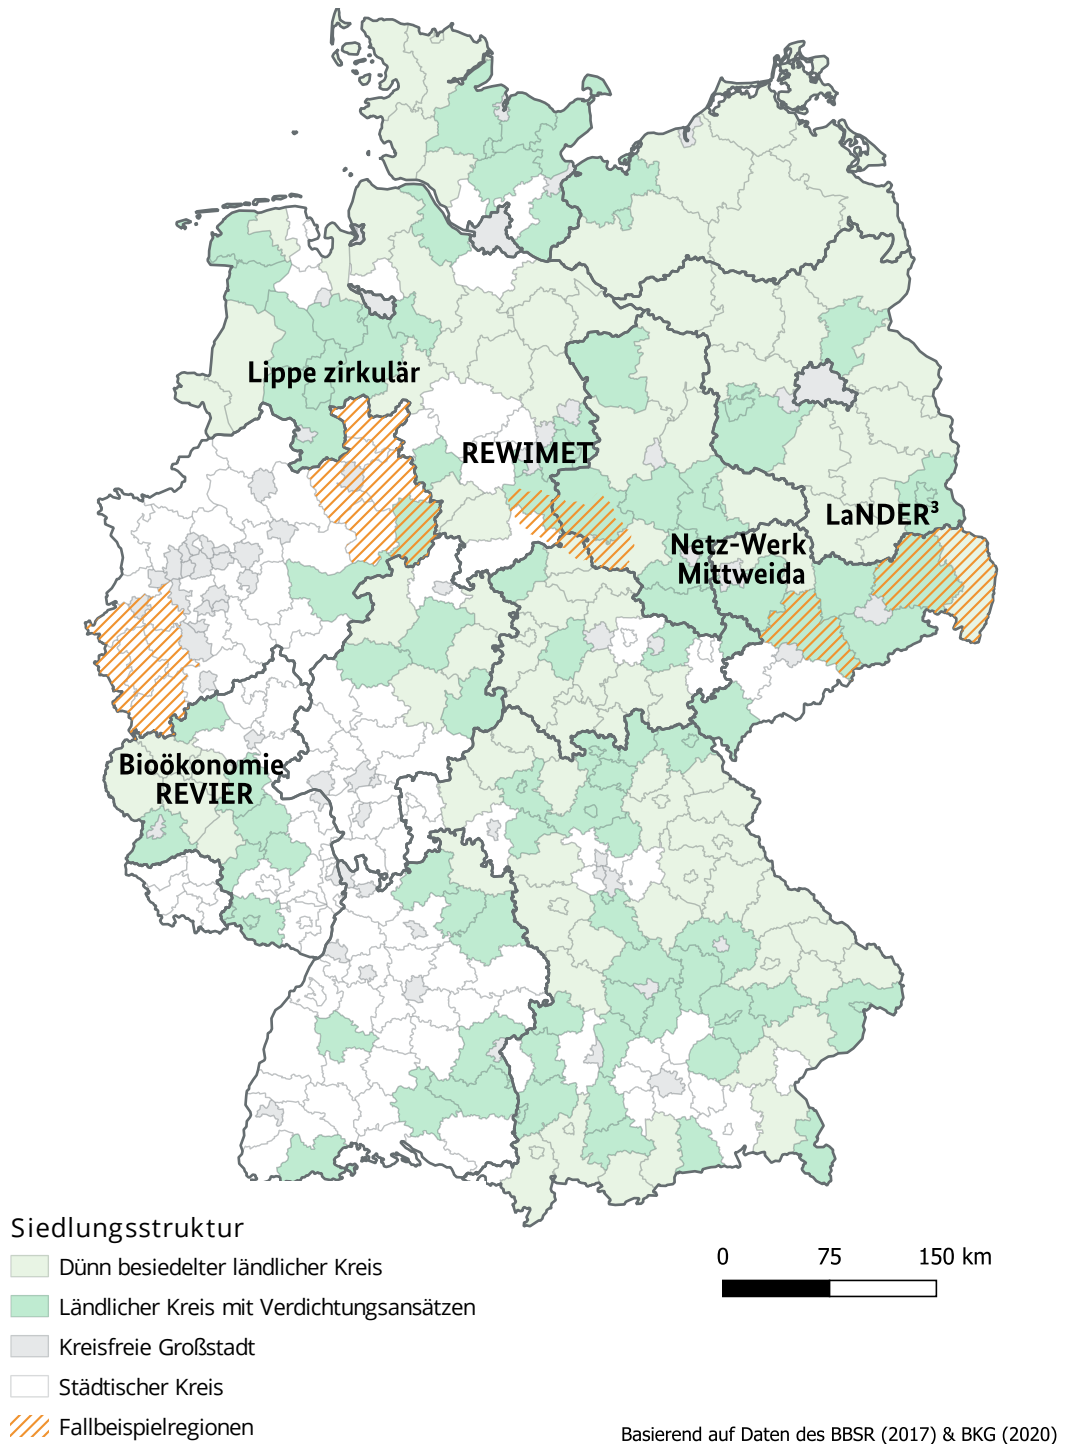 Lippe zirkulär
REWIMET
LaNDER³
Netz-Werk
Mittweida
Bioökonomie
REVIER
Siedlungsstruktur
Dünn besiedelter ländlicher Kreis
Ländlicher Kreis mit Verdichtungsansätzen
Kreisfreie Großstadt
Städtischer Kreis
Fallbeispielregionen
0 75 150 km
Basierend auf Daten des BBSR (2017) & BKG (2020)